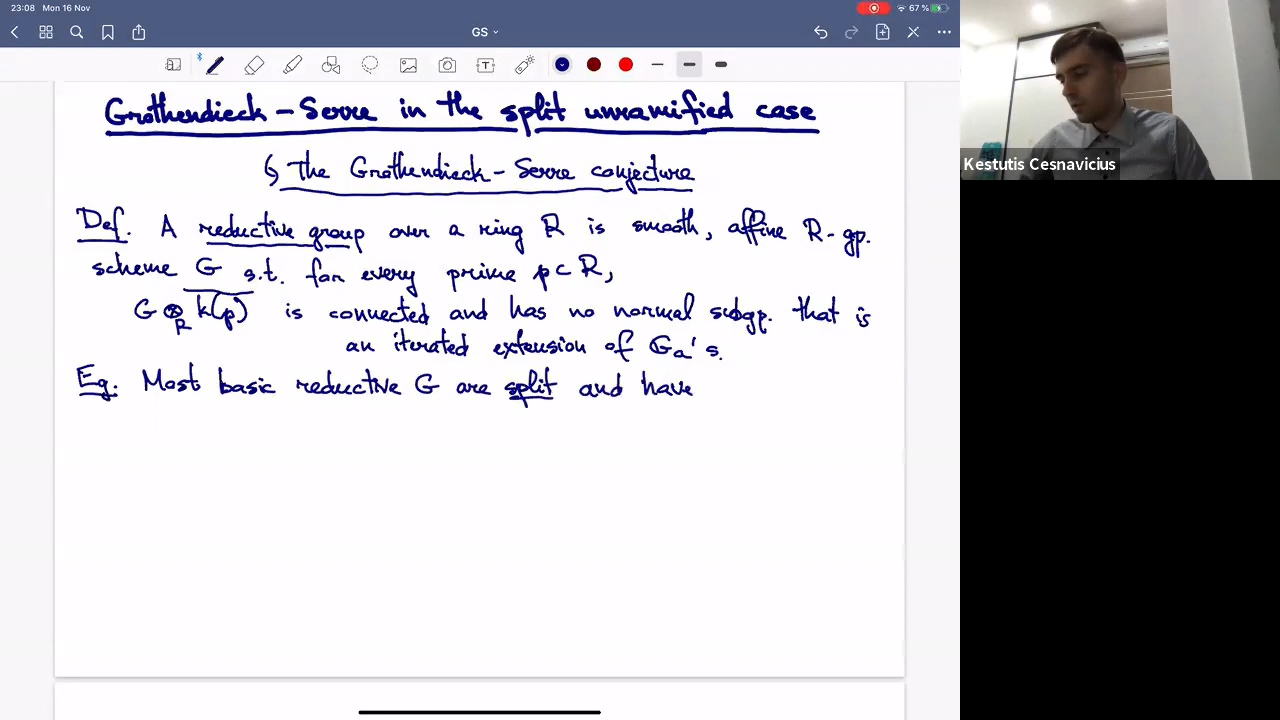 23:08 Mon 16 Nov
67 %
GS
Grothendieck - Serre in the split unramified case
§ The Grothendieck - Serre conjecture
Def. A reductive group over a ring R is smooth, affine R-gp.
scheme G s.t. for every prime p ⊂ R,
G ⊗_R \overline{k(p)} is connected and has no normal subgp. that is
an iterated extension of G_a's.
Eg. Most basic reductive G are split and have
Kestutis Cesnavicius